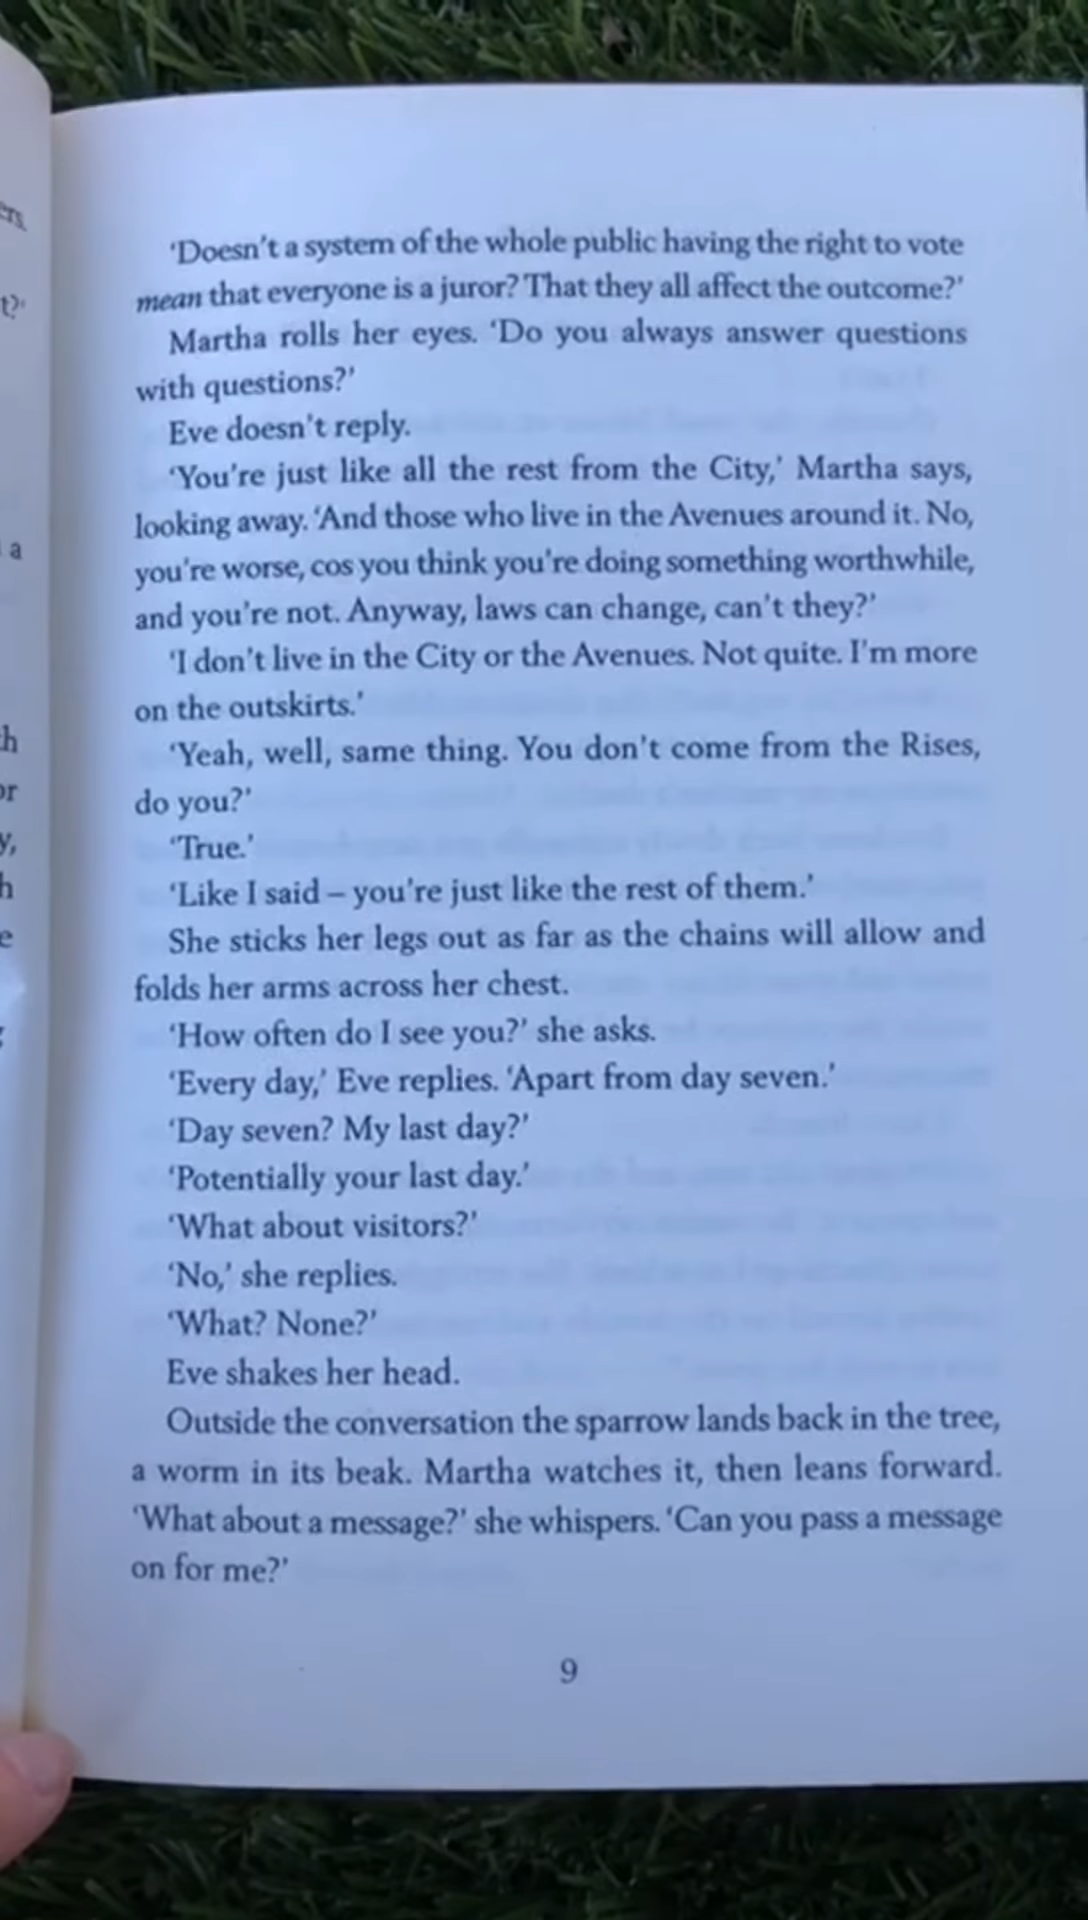 ‘Doesn’t a system of the whole public having the right to vote
mean that everyone is a juror? That they all affect the outcome?’
Martha rolls her eyes. ‘Do you always answer questions
with questions?’
Eve doesn’t reply.
‘You’re just like all the rest from the City,’ Martha says,
looking away. ‘And those who live in the Avenues around it. No,
you’re worse, cos you think you’re doing something worthwhile,
and you’re not. Anyway, laws can change, can’t they?’
‘I don’t live in the City or the Avenues. Not quite. I’m more
on the outskirts.’
‘Yeah, well, same thing. You don’t come from the Rises,
do you?’
‘True.’
‘Like I said – you’re just like the rest of them.’
She sticks her legs out as far as the chains will allow and
folds her arms across her chest.
‘How often do I see you?’ she asks.
‘Every day,’ Eve replies. ‘Apart from day seven.’
‘Day seven? My last day?’
‘Potentially your last day.’
‘What about visitors?’
‘No,’ she replies.
‘What? None?’
Eve shakes her head.
Outside the conversation the sparrow lands back in the tree,
a worm in its beak. Martha watches it, then leans forward.
‘What about a message?’ she whispers. ‘Can you pass a message
on for me?’
9